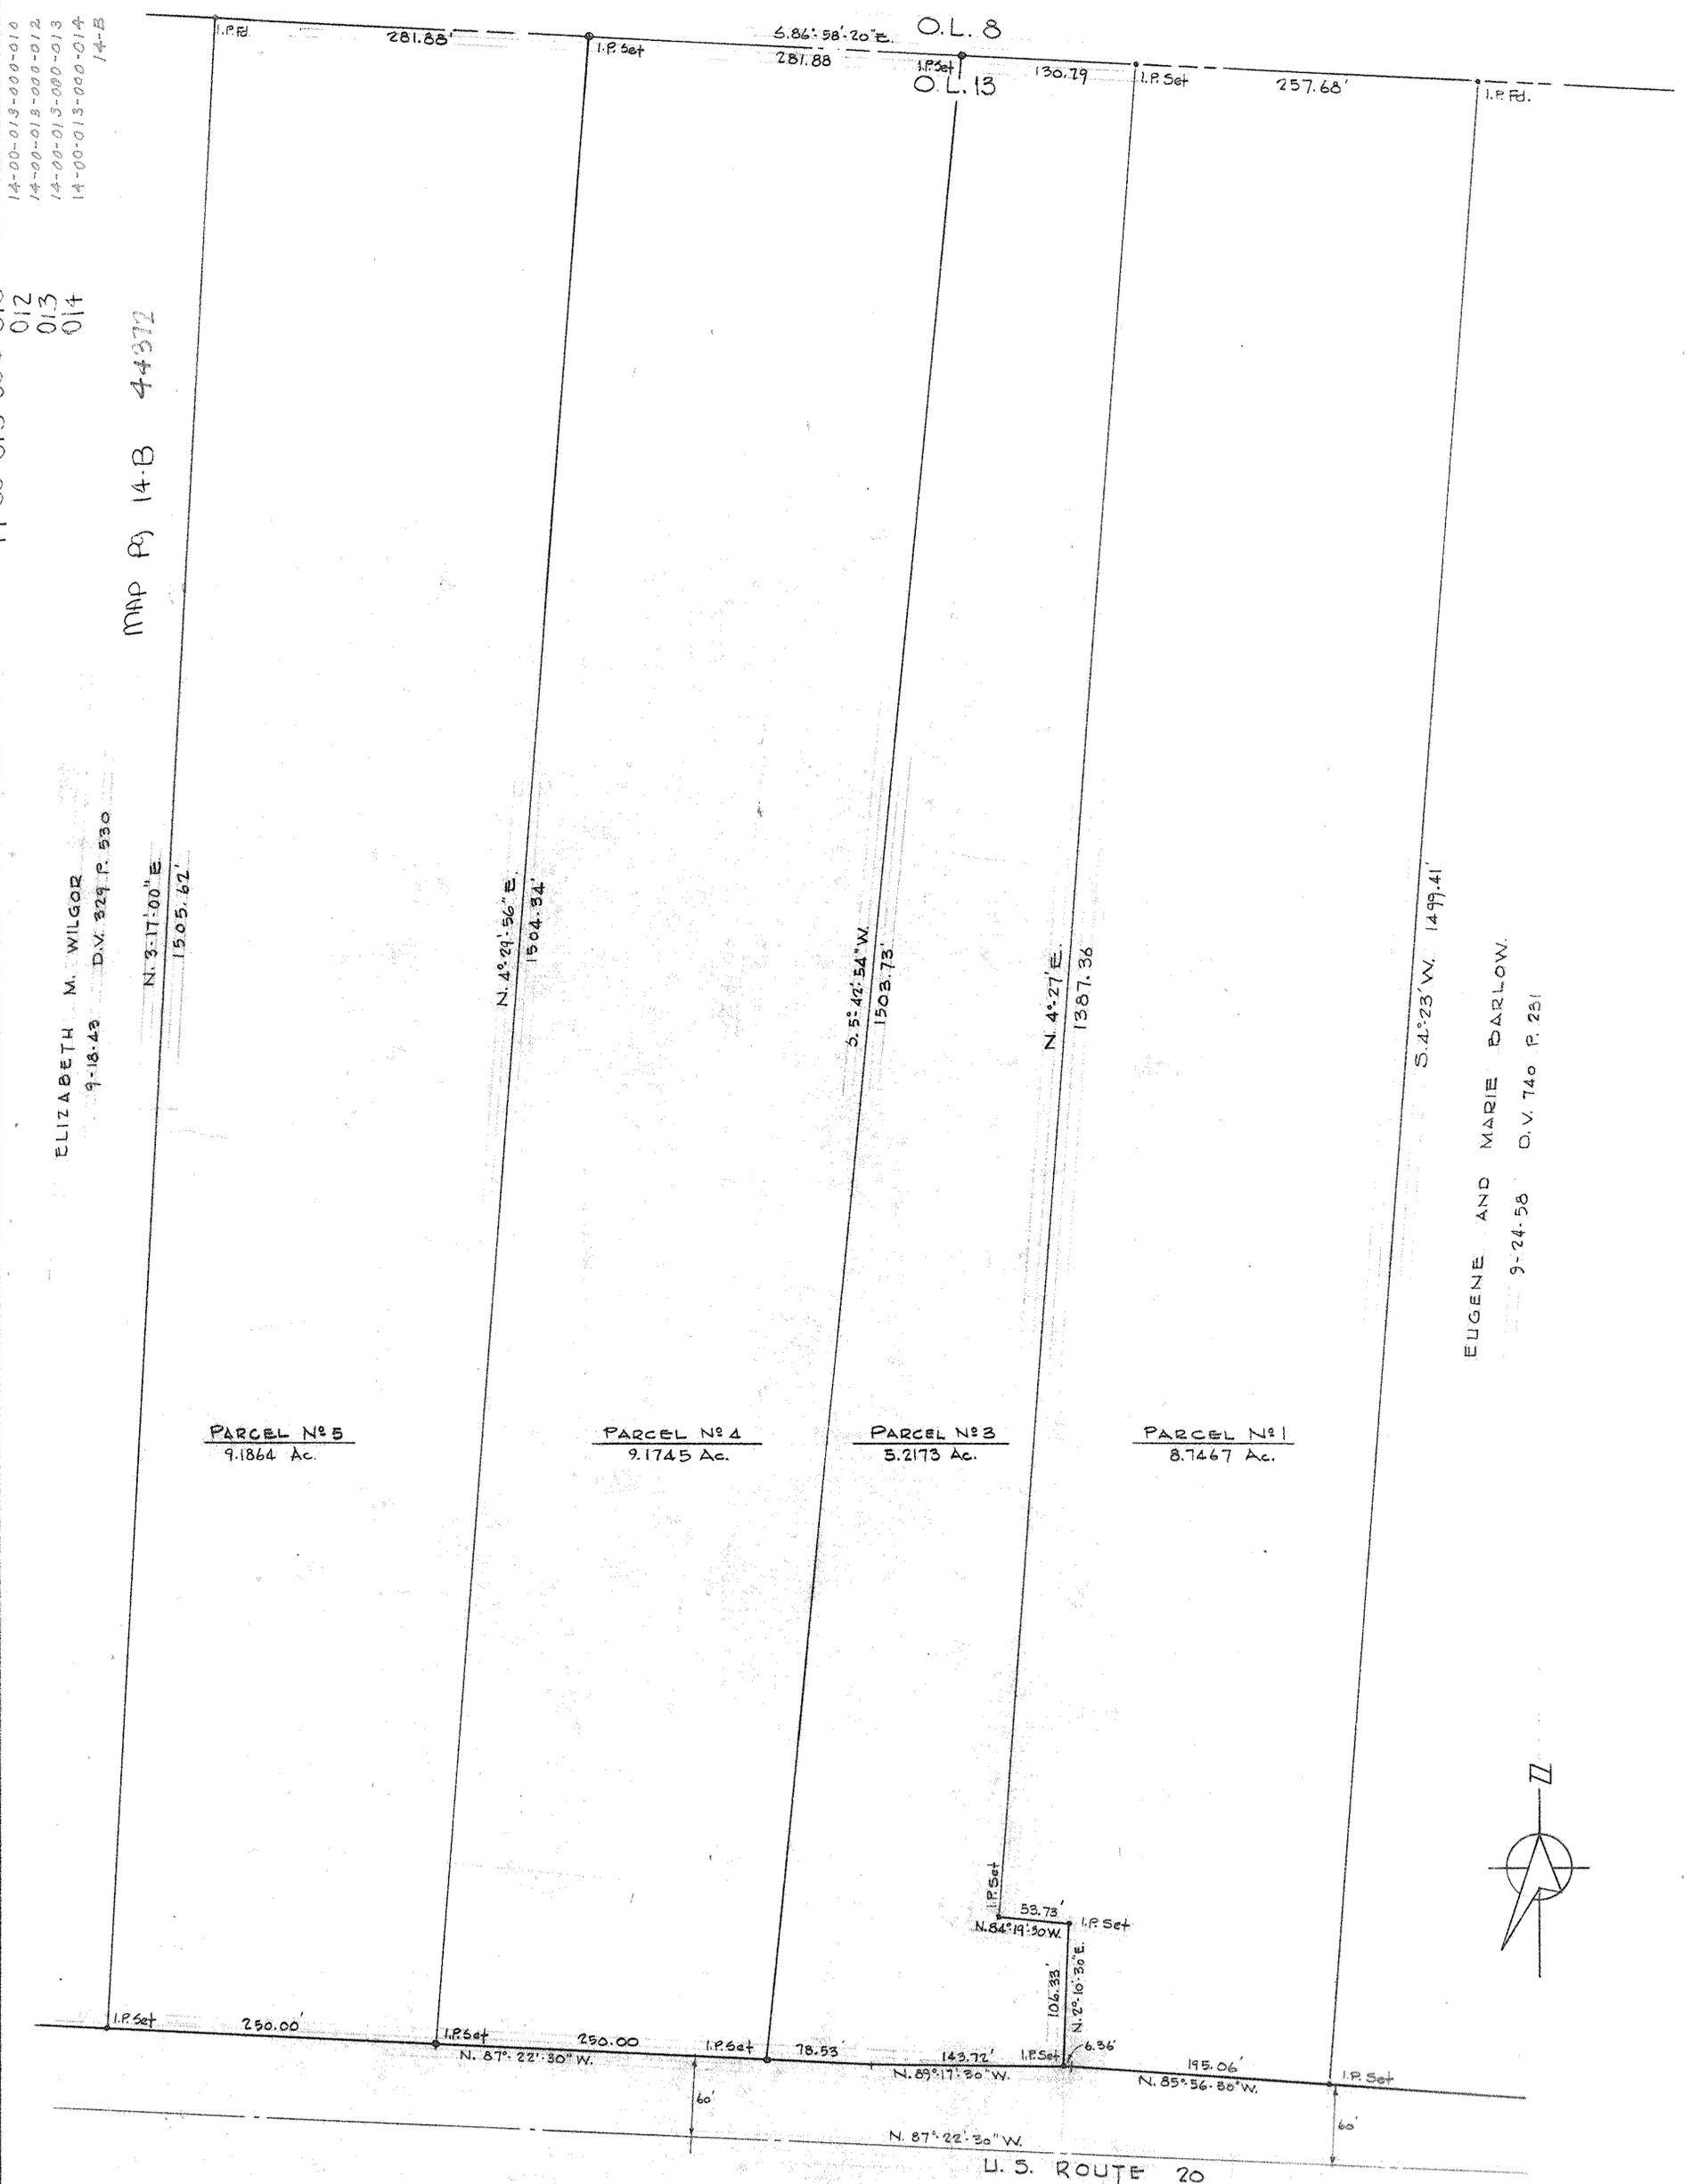 O.L. 8
S.86°-58'-20"E.
I.P.Fd
281.88'
I.P. Set
281.88
I.P.Set
130.79
I.P. Set
257.68'
I.P. Fd.
O.L. 13
14-00-013-000-010
14-00-013-000-012
14-00-013-000-013
14-00-013-000-014
14-B
012
013
014
MAP Pg 14-B 44372
ELIZABETH M. WILGOR
9-18-43 D.V. 329 P. 530
N. 3-17'-00" E.
1505.62'
N. 4°-29'-56" E.
1504.34'
S.5°-42'-54" W.
1503.73'
N. 4°-27' E.
1387.36
S.4°-23' W. 1499.41'
EUGENE AND MARIE BARLOW.
9-24-58 D.V. 740 P. 231
PARCEL Nº 5
9.1864 Ac.
PARCEL Nº 4
9.1745 Ac.
PARCEL Nº 3
5.2173 Ac.
PARCEL Nº 1
8.7467 Ac.
N
I.P.Set
53.73'
I.P. Set
N.84°-19'-30 W.
106.33'
N. 2°-10'-30" E.
I.P. Set
250.00'
I.P.Set
250.00
I.P.Set
78.53'
143.72'
I.P.Set
6.36'
195.06'
I.P. Set
N. 87°-22'-30" W.
N.89°-17'-30" W.
N. 85°-56'-30" W.
60'
60'
N. 87°-22'-30" W.
U. S. ROUTE 20